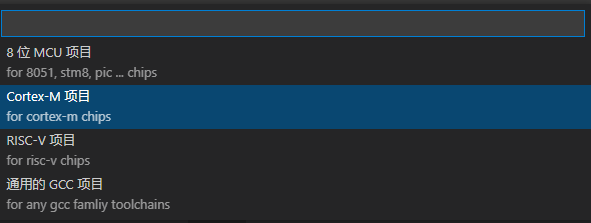 8 位 MCU 项目
for 8051, stm8, pic ... chips
Cortex-M 项目
for cortex-m chips
RISC-V 项目
for risc-v chips
通用的 GCC 项目
for any gcc famliy toolchains